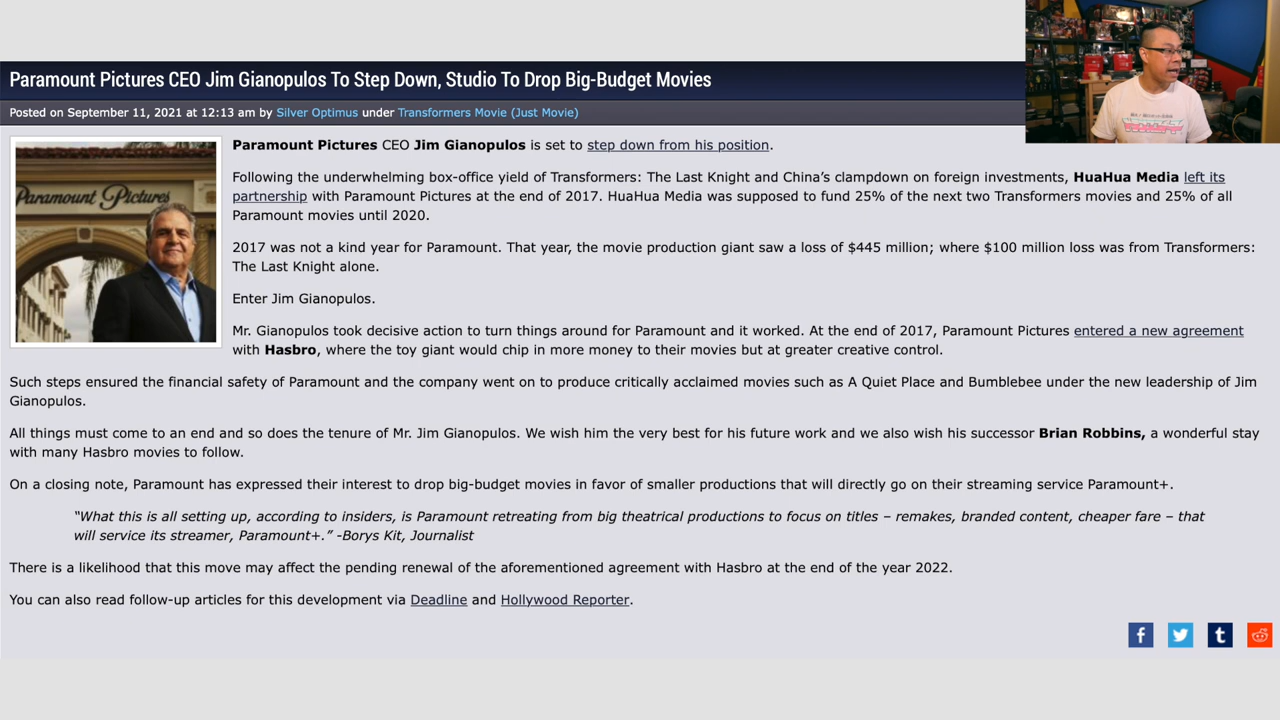 Paramount Pictures CEO Jim Gianopulos To Step Down, Studio To Drop Big-Budget Movies
Posted on September 11, 2021 at 12:13 am by Silver Optimus under Transformers Movie (Just Movie)
Paramount Pictures
Paramount Pictures CEO Jim Gianopulos is set to step down from his position.
Following the underwhelming box-office yield of Transformers: The Last Knight and China’s clampdown on foreign investments, HuaHua Media left its
partnership with Paramount Pictures at the end of 2017. HuaHua Media was supposed to fund 25% of the next two Transformers movies and 25% of all
Paramount movies until 2020.
2017 was not a kind year for Paramount. That year, the movie production giant saw a loss of $445 million; where $100 million loss was from Transformers:
The Last Knight alone.
Enter Jim Gianopulos.
Mr. Gianopulos took decisive action to turn things around for Paramount and it worked. At the end of 2017, Paramount Pictures entered a new agreement
with Hasbro, where the toy giant would chip in more money to their movies but at greater creative control.
Such steps ensured the financial safety of Paramount and the company went on to produce critically acclaimed movies such as A Quiet Place and Bumblebee under the new leadership of Jim
Gianopulos.
All things must come to an end and so does the tenure of Mr. Jim Gianopulos. We wish him the very best for his future work and we also wish his successor Brian Robbins, a wonderful stay
with many Hasbro movies to follow.
On a closing note, Paramount has expressed their interest to drop big-budget movies in favor of smaller productions that will directly go on their streaming service Paramount+.
“What this is all setting up, according to insiders, is Paramount retreating from big theatrical productions to focus on titles – remakes, branded content, cheaper fare – that
will service its streamer, Paramount+.” -Borys Kit, Journalist
There is a likelihood that this move may affect the pending renewal of the aforementioned agreement with Hasbro at the end of the year 2022.
You can also read follow-up articles for this development via Deadline and Hollywood Reporter.